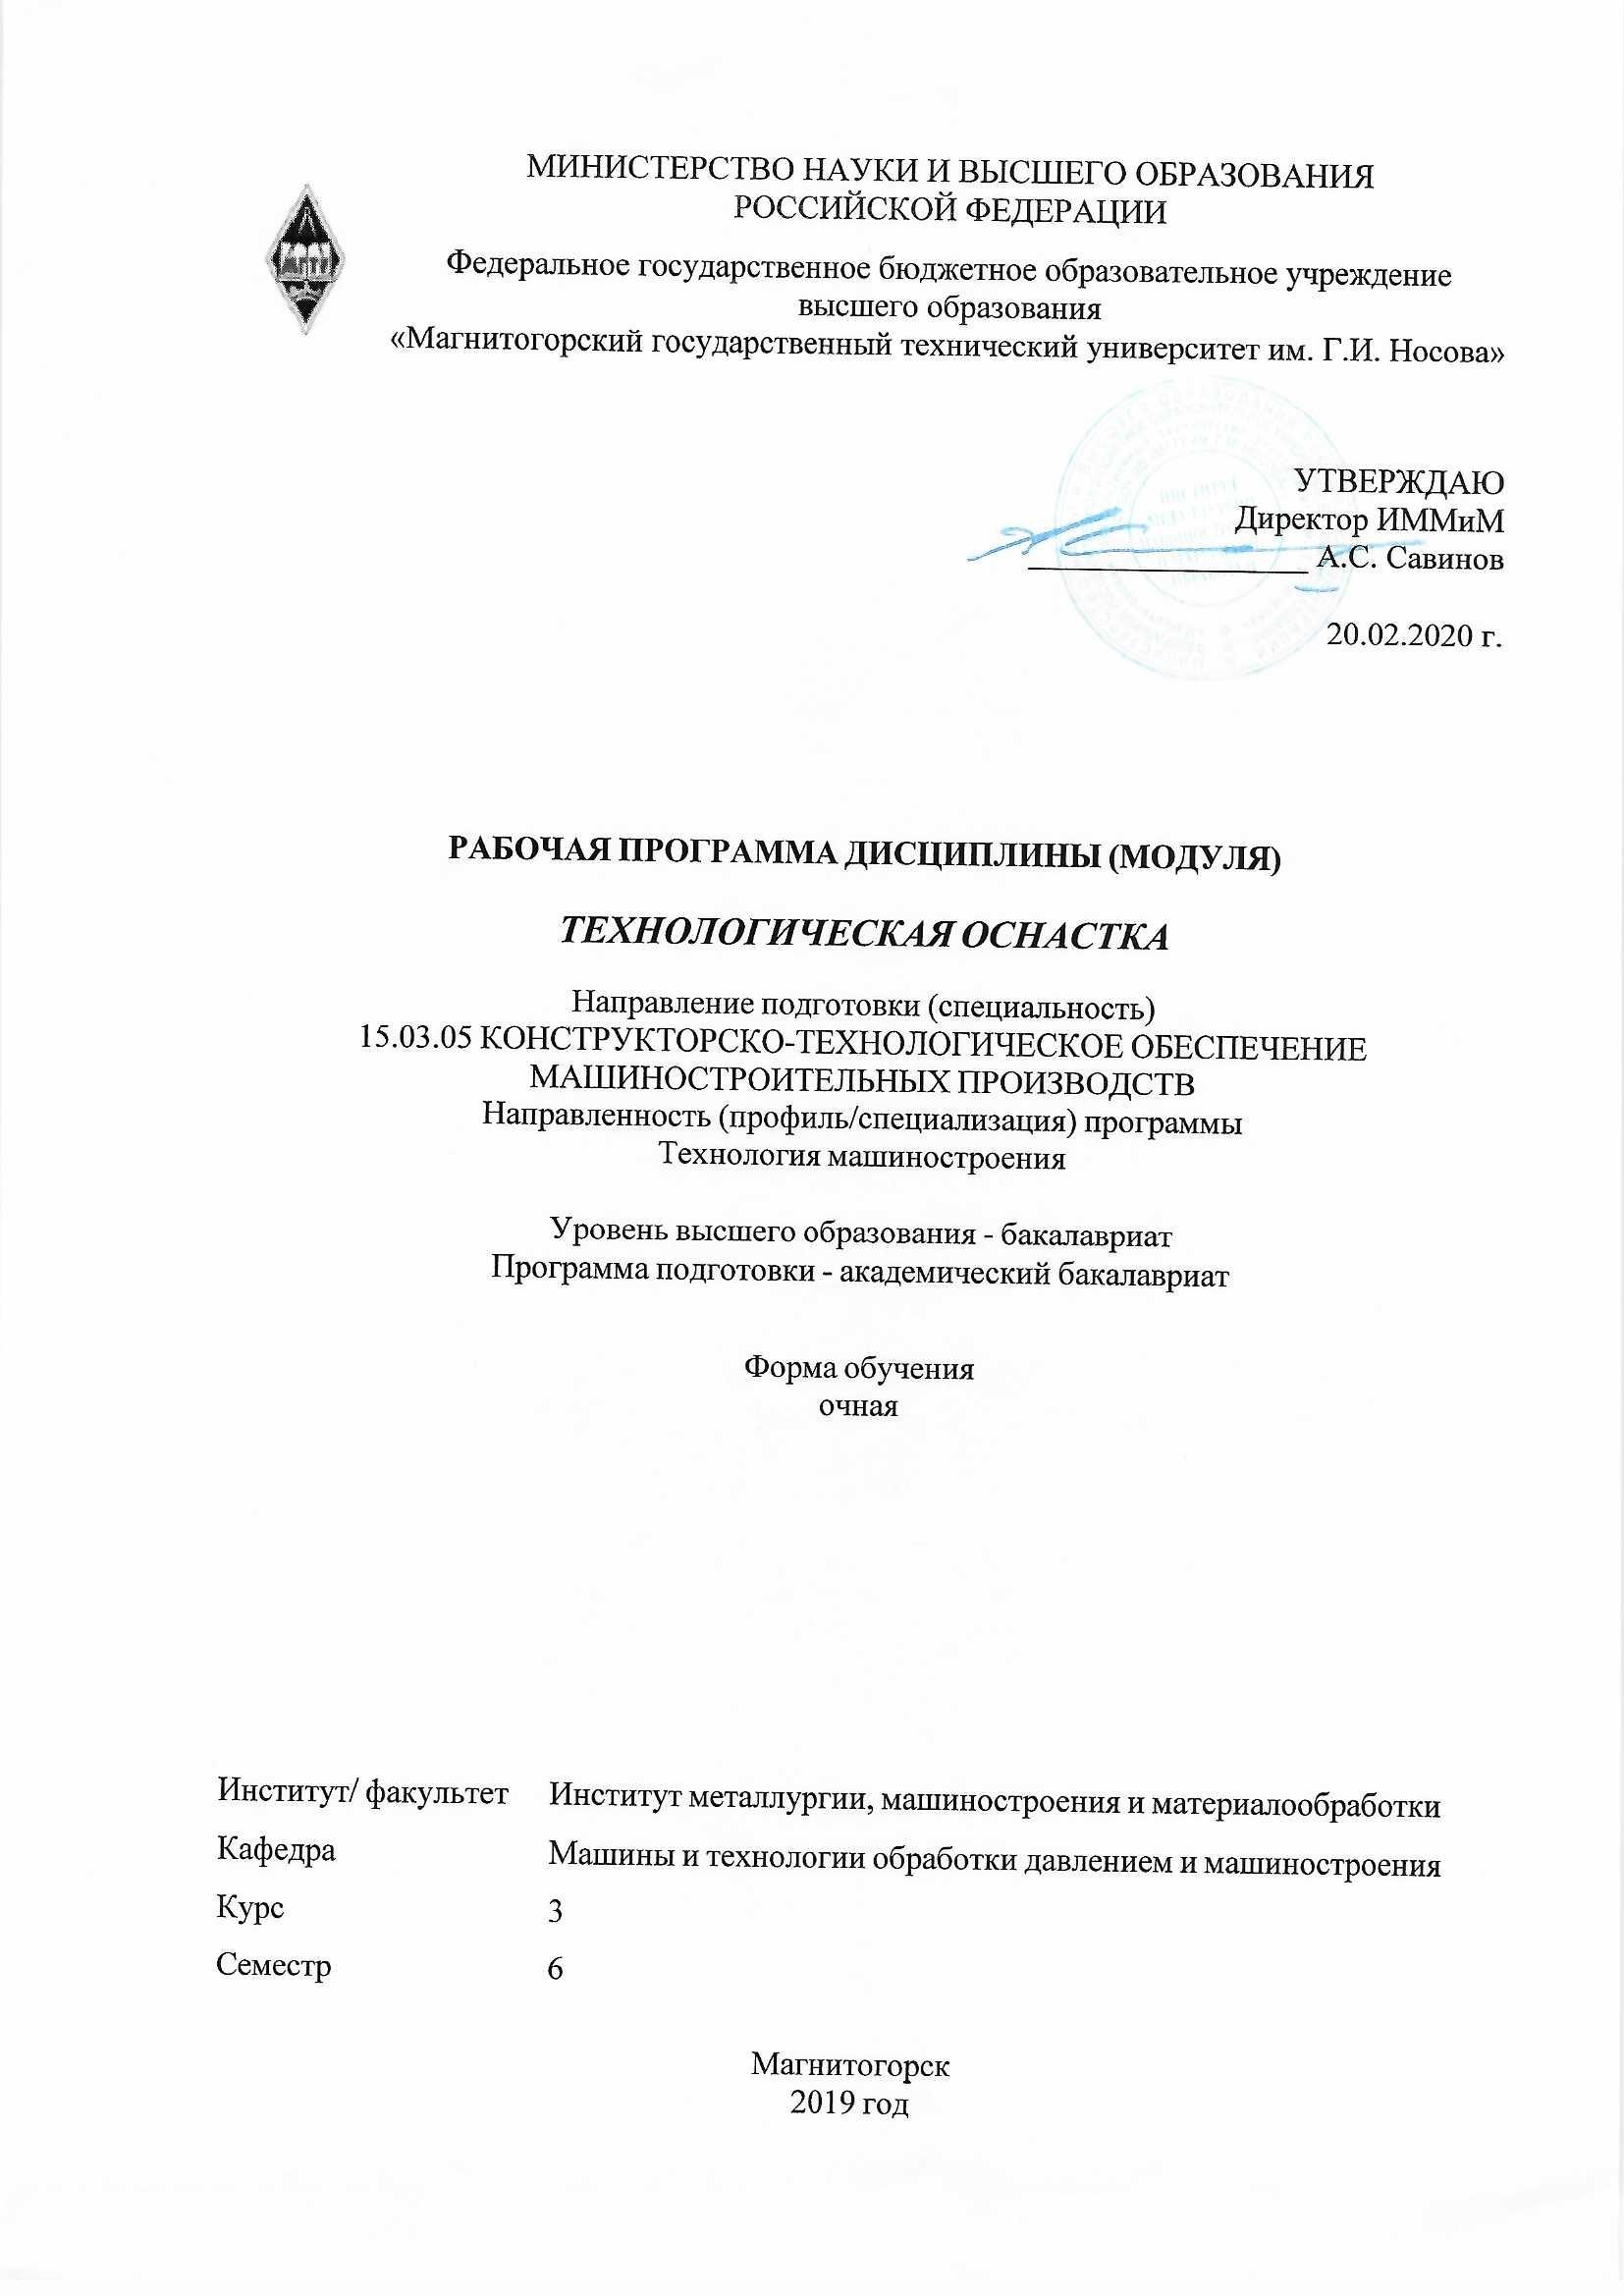 МИНИСТЕРСТВО НАУКИ И ВЫСШЕГО ОБРАЗОВАНИЯ
РОССИЙСКОЙ ФЕДЕРАЦИИ
Федеральное государственное бюджетное образовательное учреждение
высшего образования
«Магнитогорский государственный технический университет им. Г.И. Носова»
УТВЕРЖДАЮ
Директор ИММиМ
А.С. Савинов
20.02.2020 г.
РАБОЧАЯ ПРОГРАММА ДИСЦИПЛИНЫ (МОДУЛЯ)
ТЕХНОЛОГИЧЕСКАЯ ОСНАСТКА
Направление подготовки (специальность)
15.03.05 КОНСТРУКТОРСКО-ТЕХНОЛОГИЧЕСКОЕ ОБЕСПЕЧЕНИЕ
МАШИНОСТРОИТЕЛЬНЫХ ПРОИЗВОДСТВ
Направленность (профиль/специализация) программы
Технология машиностроения
Уровень высшего образования - бакалавриат
Программа подготовки - академический бакалавриат
Форма обучения
очная
Институт/ факультет Институт металлургии, машиностроения и материалообработки
Кафедра Машины и технологии обработки давлением и машиностроения
Курс 3
Семестр 6
Магнитогорск
2019 год